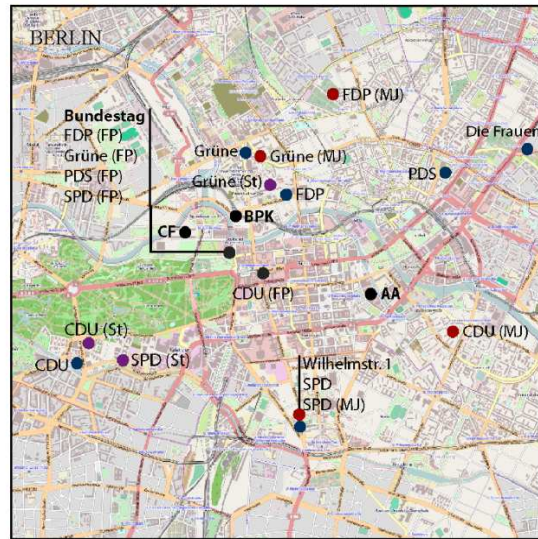 BERLIN
FDP (MJ)
Bundestag
FDP (FP)
Grüne (FP)
PDS (FP)
SPD (FP)
Die Frauen
Grüne
Grüne (MJ)
PDS
Grüne (St)
FDP
BPK
CF
CDU (FP)
AA
CDU (St)
CDU (MJ)
CDU
SPD (St)
Wilhelmstr. 1
SPD
SPD (MJ)